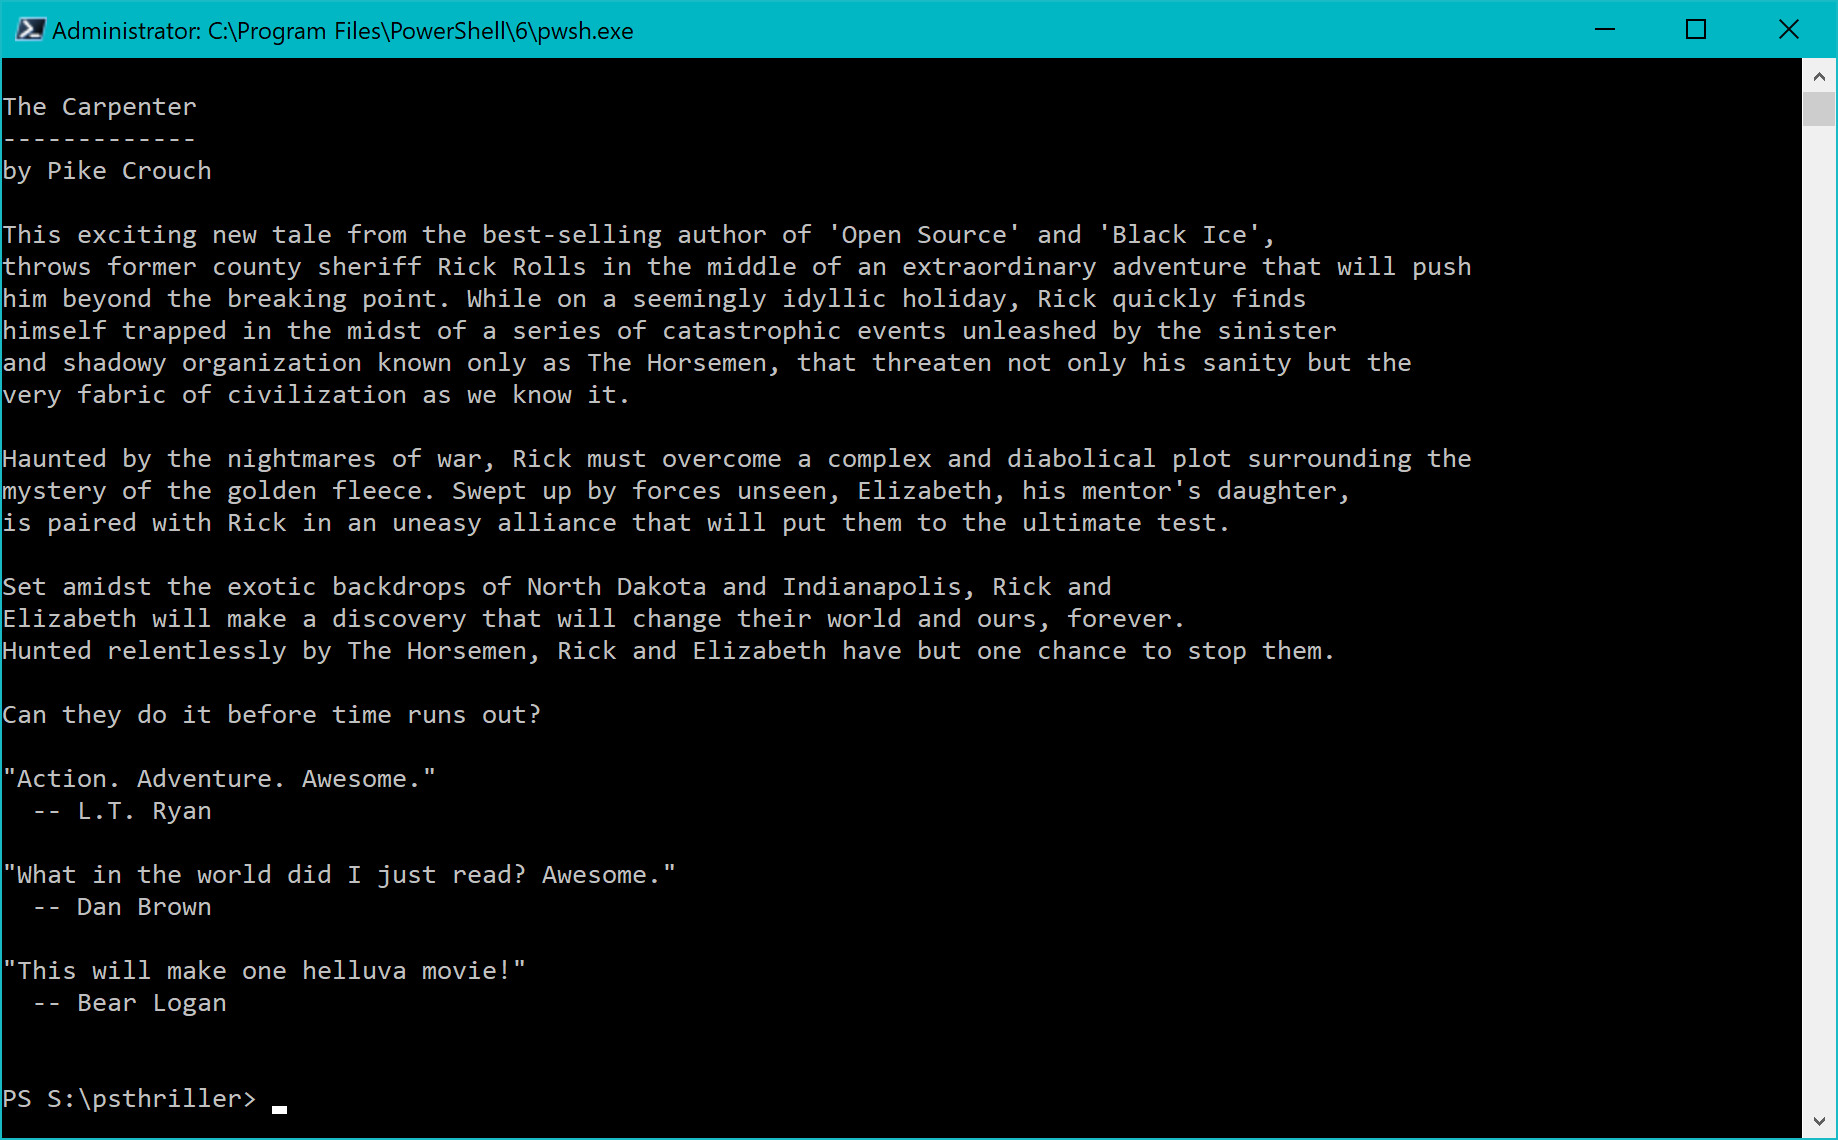 Administrator: C:\Program Files\PowerShell\6\pwsh.exe
The Carpenter
-------------
by Pike Crouch
This exciting new tale from the best-selling author of 'Open Source' and 'Black Ice',
throws former county sheriff Rick Rolls in the middle of an extraordinary adventure that will push
him beyond the breaking point. While on a seemingly idyllic holiday, Rick quickly finds
himself trapped in the midst of a series of catastrophic events unleashed by the sinister
and shadowy organization known only as The Horsemen, that threaten not only his sanity but the
very fabric of civilization as we know it.
Haunted by the nightmares of war, Rick must overcome a complex and diabolical plot surrounding the
mystery of the golden fleece. Swept up by forces unseen, Elizabeth, his mentor's daughter,
is paired with Rick in an uneasy alliance that will put them to the ultimate test.
Set amidst the exotic backdrops of North Dakota and Indianapolis, Rick and
Elizabeth will make a discovery that will change their world and ours, forever.
Hunted relentlessly by The Horsemen, Rick and Elizabeth have but one chance to stop them.
Can they do it before time runs out?
"Action. Adventure. Awesome."
  -- L.T. Ryan
"What in the world did I just read? Awesome."
  -- Dan Brown
"This will make one helluva movie!"
  -- Bear Logan
PS S:\psthriller>